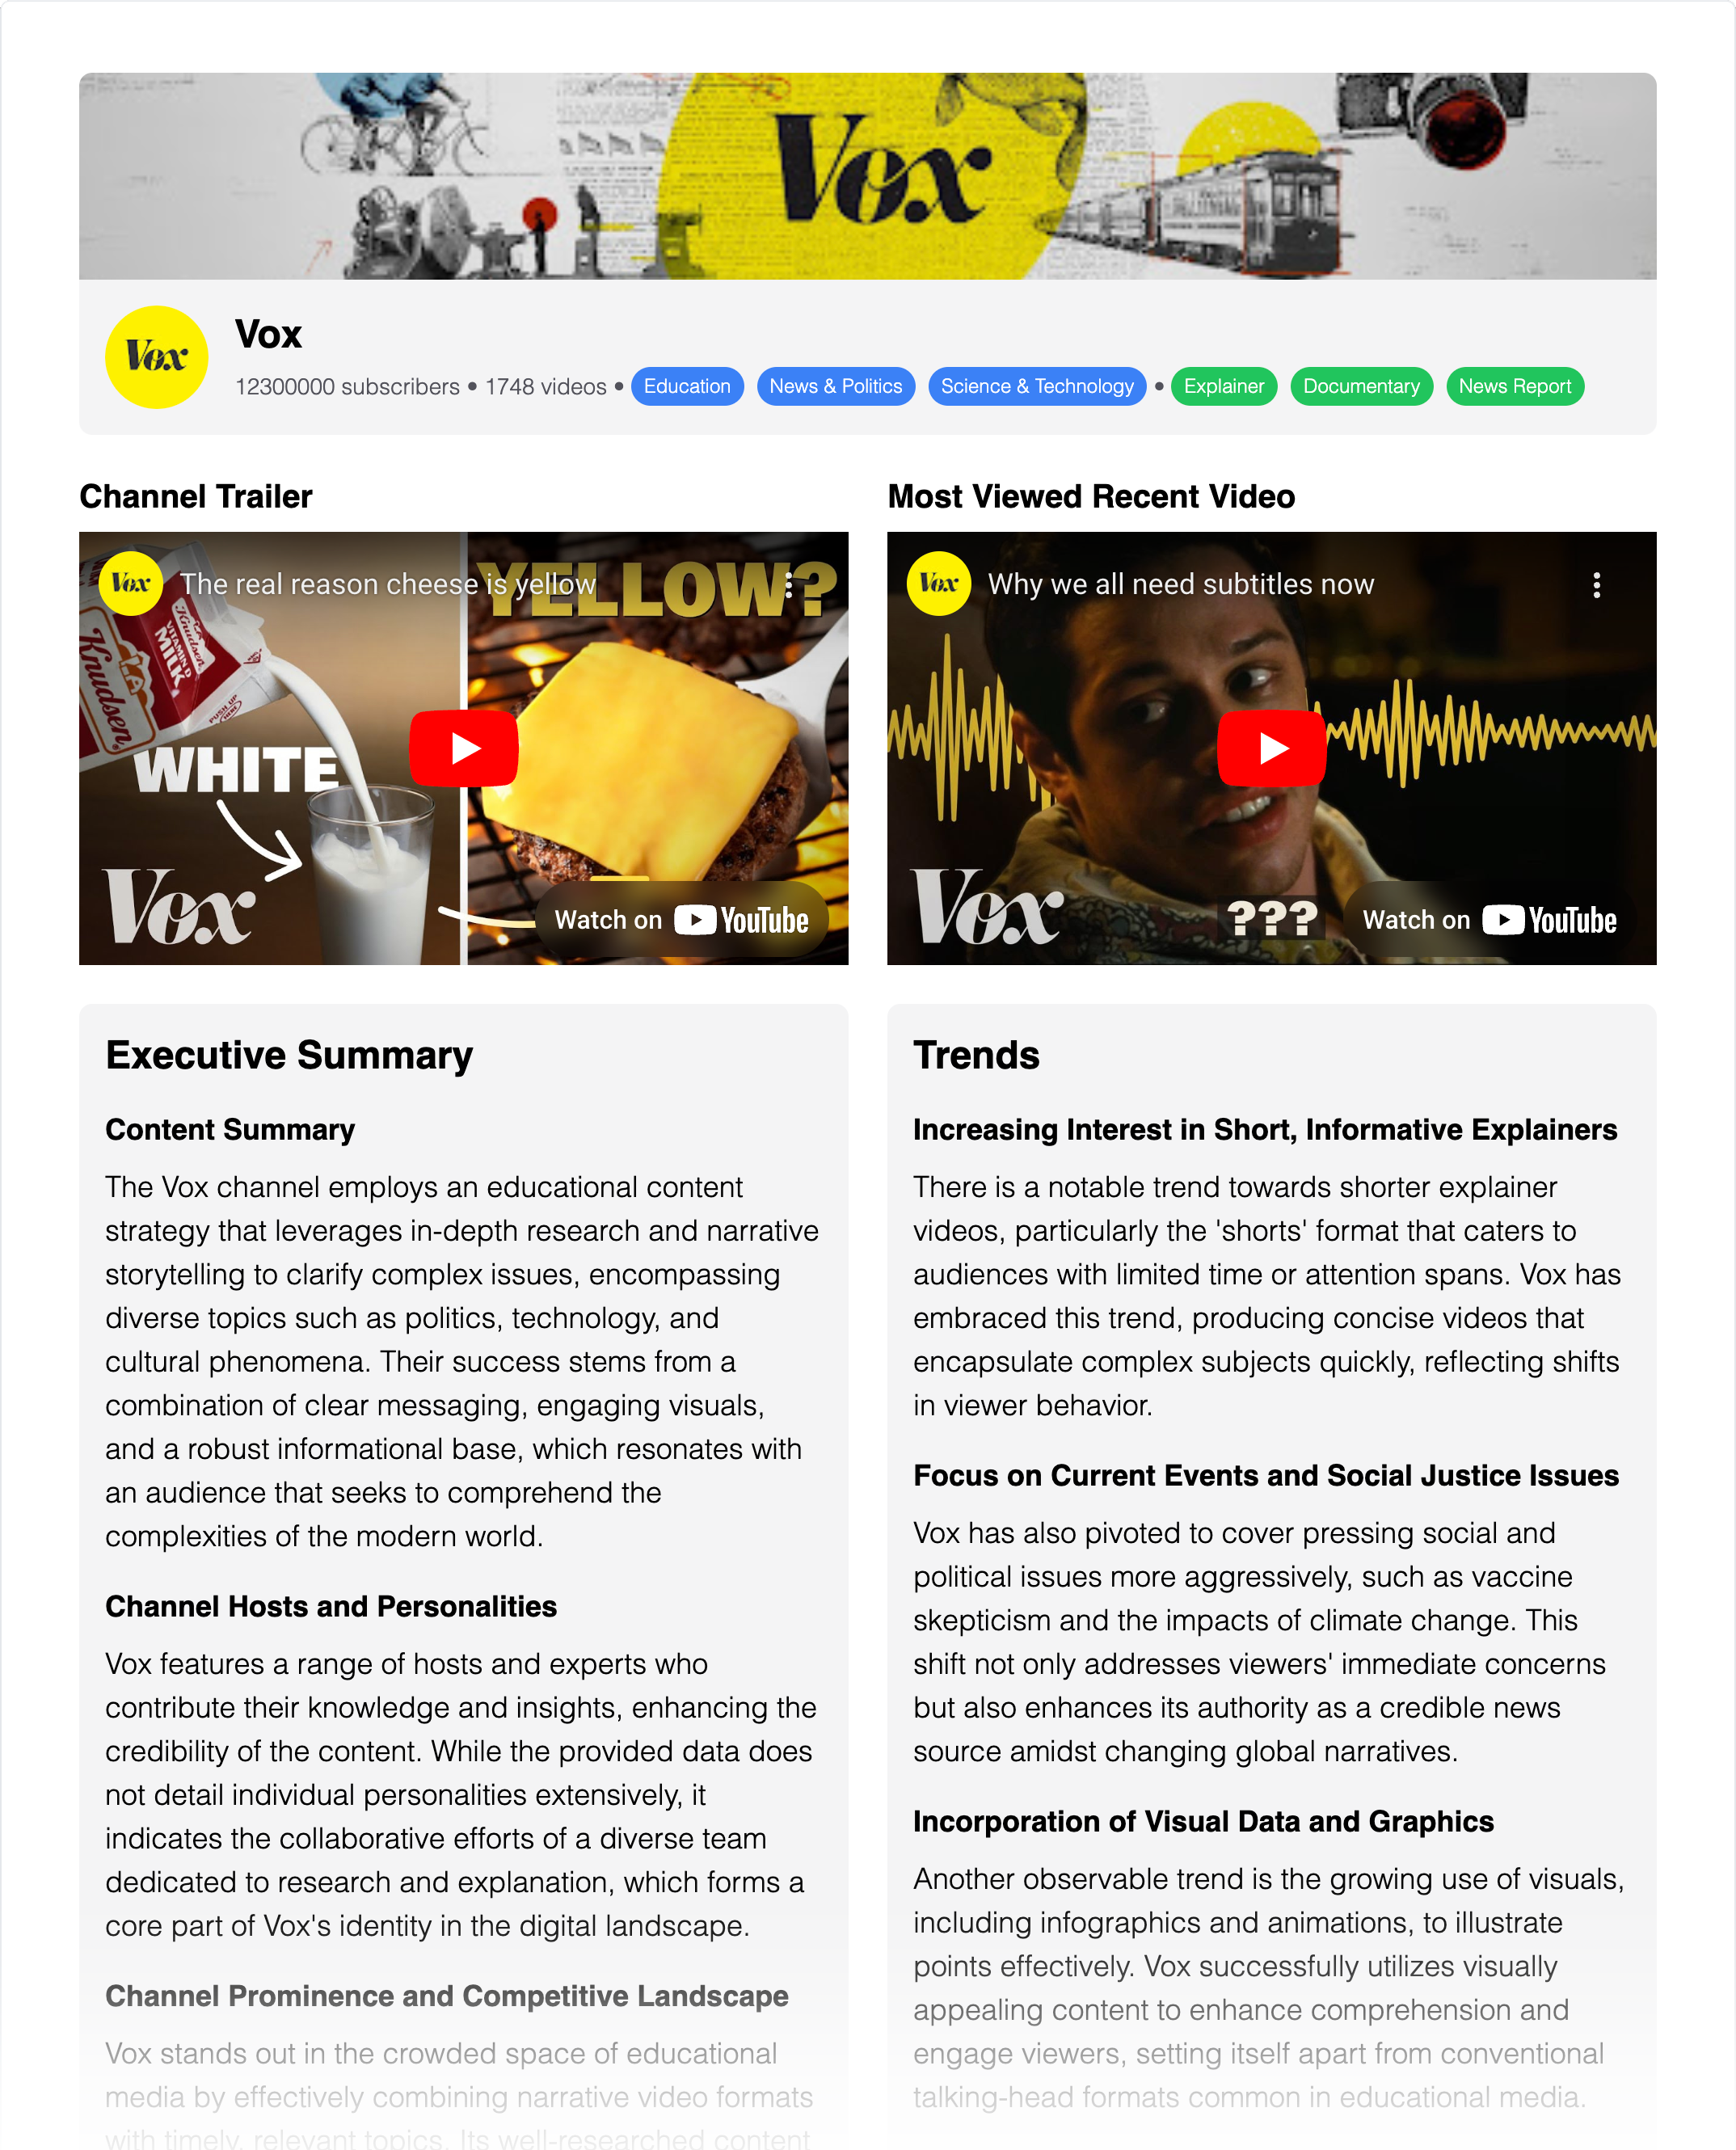 Vox
Vox
Vox
12300000 subscribers • 1748 videos • Education News & Politics Science & Technology • Explainer Documentary News Report
Channel Trailer
Vox
The real reason cheese is yellow
YELLOW?
Knudsen
VITAMIN D
MILK
Knudsen
PUSH UP
HERE
WHITE
Vox
Watch on YouTube
Most Viewed Recent Video
Vox
Why we all need subtitles now
Vox
???
Watch on YouTube
Executive Summary
Content Summary
The Vox channel employs an educational content
strategy that leverages in-depth research and narrative
storytelling to clarify complex issues, encompassing
diverse topics such as politics, technology, and
cultural phenomena. Their success stems from a
combination of clear messaging, engaging visuals,
and a robust informational base, which resonates with
an audience that seeks to comprehend the
complexities of the modern world.
Channel Hosts and Personalities
Vox features a range of hosts and experts who
contribute their knowledge and insights, enhancing the
credibility of the content. While the provided data does
not detail individual personalities extensively, it
indicates the collaborative efforts of a diverse team
dedicated to research and explanation, which forms a
core part of Vox's identity in the digital landscape.
Channel Prominence and Competitive Landscape
Vox stands out in the crowded space of educational
media by effectively combining narrative video formats
with timely, relevant topics. Its well-researched content
Trends
Increasing Interest in Short, Informative Explainers
There is a notable trend towards shorter explainer
videos, particularly the 'shorts' format that caters to
audiences with limited time or attention spans. Vox has
embraced this trend, producing concise videos that
encapsulate complex subjects quickly, reflecting shifts
in viewer behavior.
Focus on Current Events and Social Justice Issues
Vox has also pivoted to cover pressing social and
political issues more aggressively, such as vaccine
skepticism and the impacts of climate change. This
shift not only addresses viewers' immediate concerns
but also enhances its authority as a credible news
source amidst changing global narratives.
Incorporation of Visual Data and Graphics
Another observable trend is the growing use of visuals,
including infographics and animations, to illustrate
points effectively. Vox successfully utilizes visually
appealing content to enhance comprehension and
engage viewers, setting itself apart from conventional
talking-head formats common in educational media.